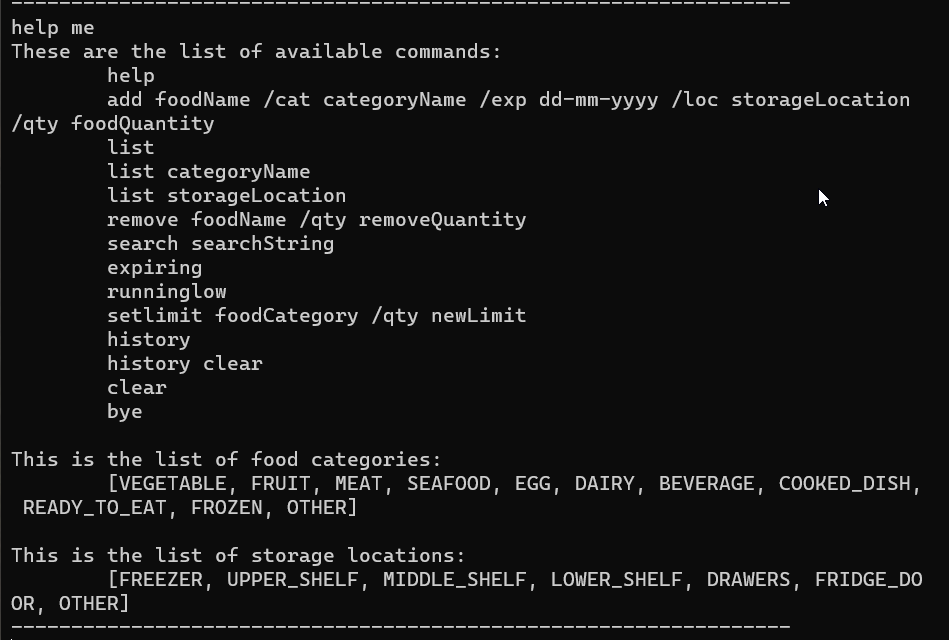 help me
These are the list of available commands:
help
add foodName /cat categoryName /exp dd-mm-yyyy /loc storageLocation
/qty foodQuantity
list
list categoryName
list storageLocation
remove foodName /qty removeQuantity
search searchString
expiring
runninglow
setlimit foodCategory /qty newLimit
history
history clear
clear
bye
This is the list of food categories:
[VEGETABLE, FRUIT, MEAT, SEAFOOD, EGG, DAIRY, BEVERAGE, COOKED_DISH,
READY_TO_EAT, FROZEN, OTHER]
This is the list of storage locations:
[FREEZER, UPPER_SHELF, MIDDLE_SHELF, LOWER_SHELF, DRAWERS, FRIDGE_DO
OR, OTHER]